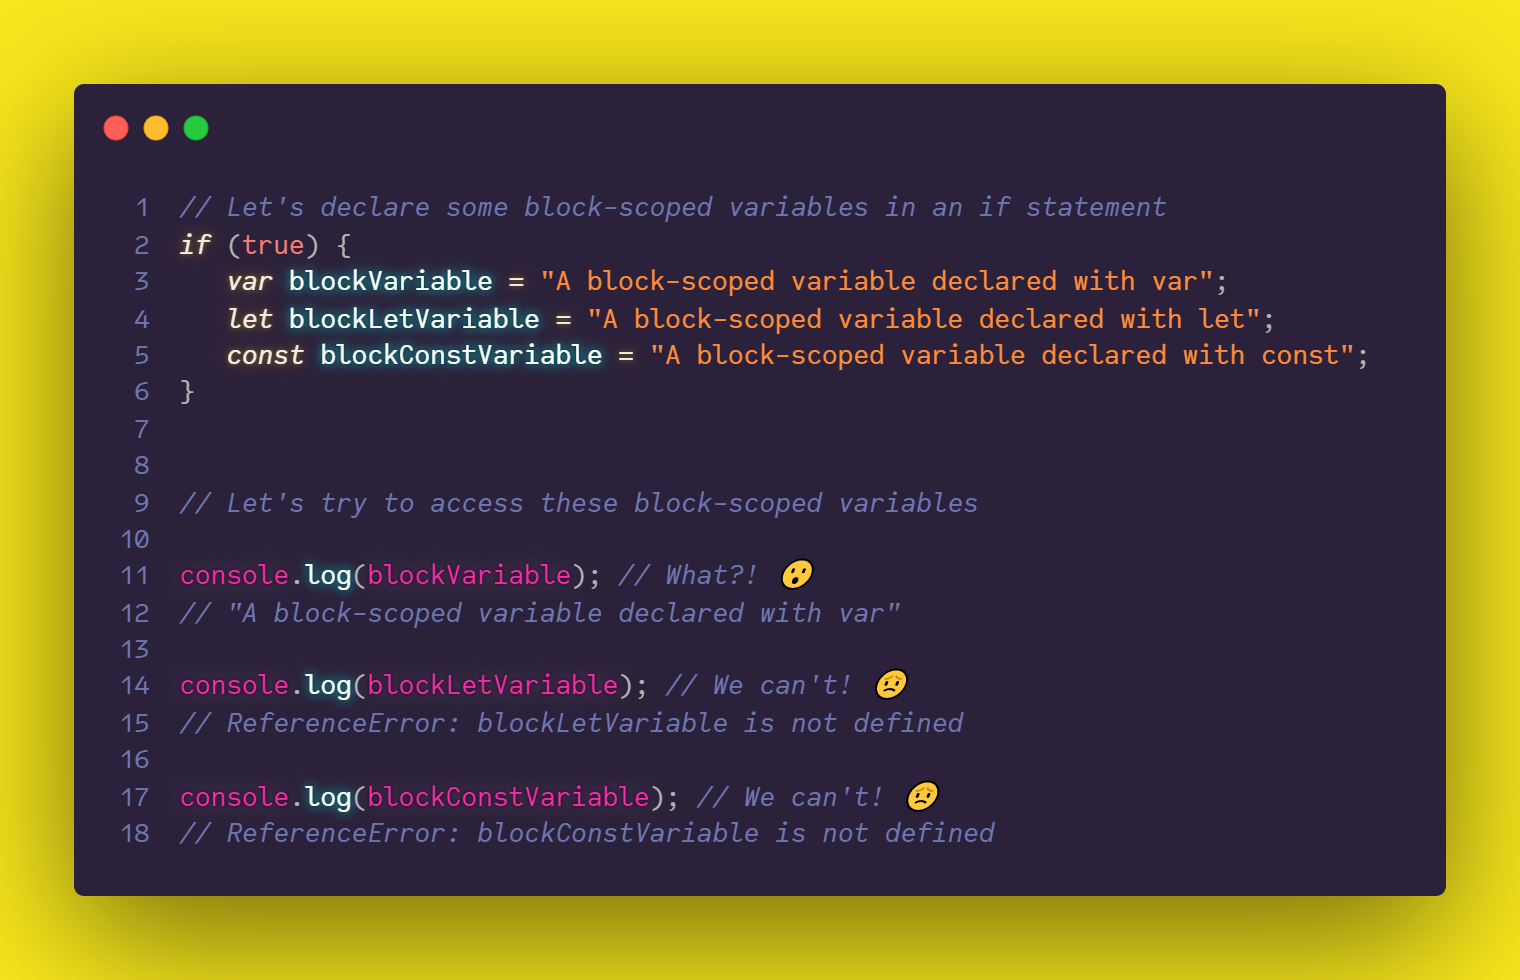 1 // Let's declare some block-scoped variables in an if statement
2 if (true) {
3    var blockVariable = "A block-scoped variable declared with var";
4    let blockLetVariable = "A block-scoped variable declared with let";
5    const blockConstVariable = "A block-scoped variable declared with const";
6 }
7
8
9 // Let's try to access these block-scoped variables
10
11 console.log(blockVariable); // What?! 😯
12 // "A block-scoped variable declared with var"
13
14 console.log(blockLetVariable); // We can't! 😔
15 // ReferenceError: blockLetVariable is not defined
16
17 console.log(blockConstVariable); // We can't! 😔
18 // ReferenceError: blockConstVariable is not defined